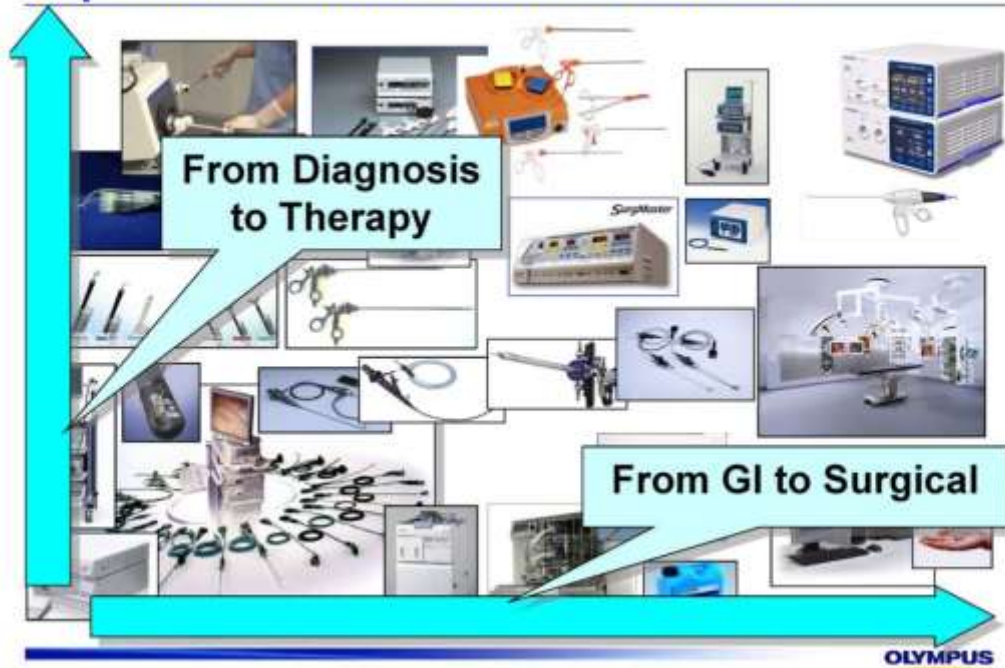 From Diagnosis
to Therapy
SurgMaster
From GI to Surgical
OLYMPUS